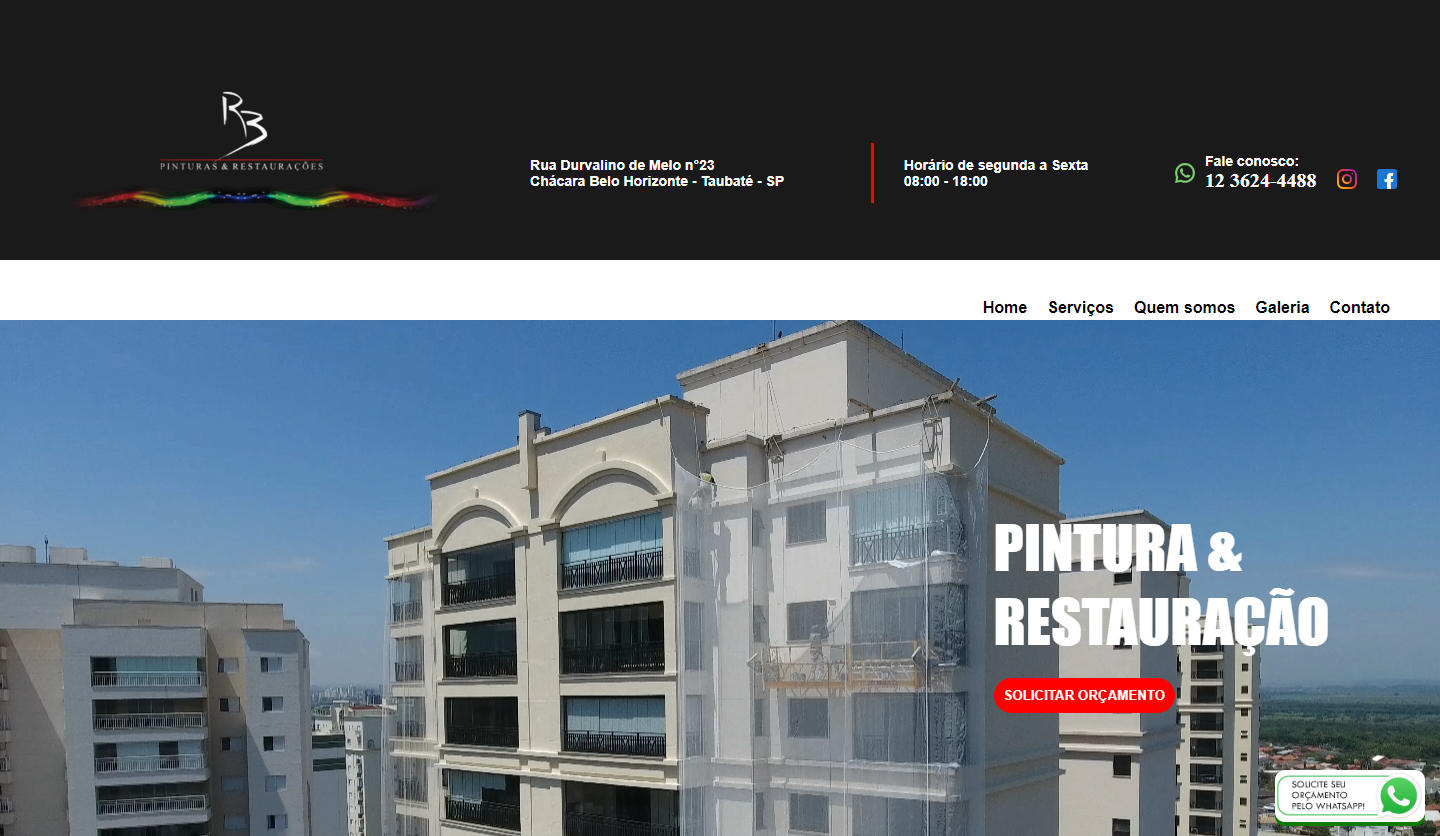 RB
PINTURAS & RESTAURAÇÕES
Rua Durvalino de Melo n°23
Chácara Belo Horizonte - Taubaté - SP
Horário de segunda a Sexta
08:00 - 18:00
Fale conosco:
12 3624-4488
Home Serviços Quem somos Galeria Contato
PINTURA &
RESTAURAÇÃO
SOLICITAR ORÇAMENTO
SOLICITE SEU
ORÇAMENTO
PELO WHATSAPP!